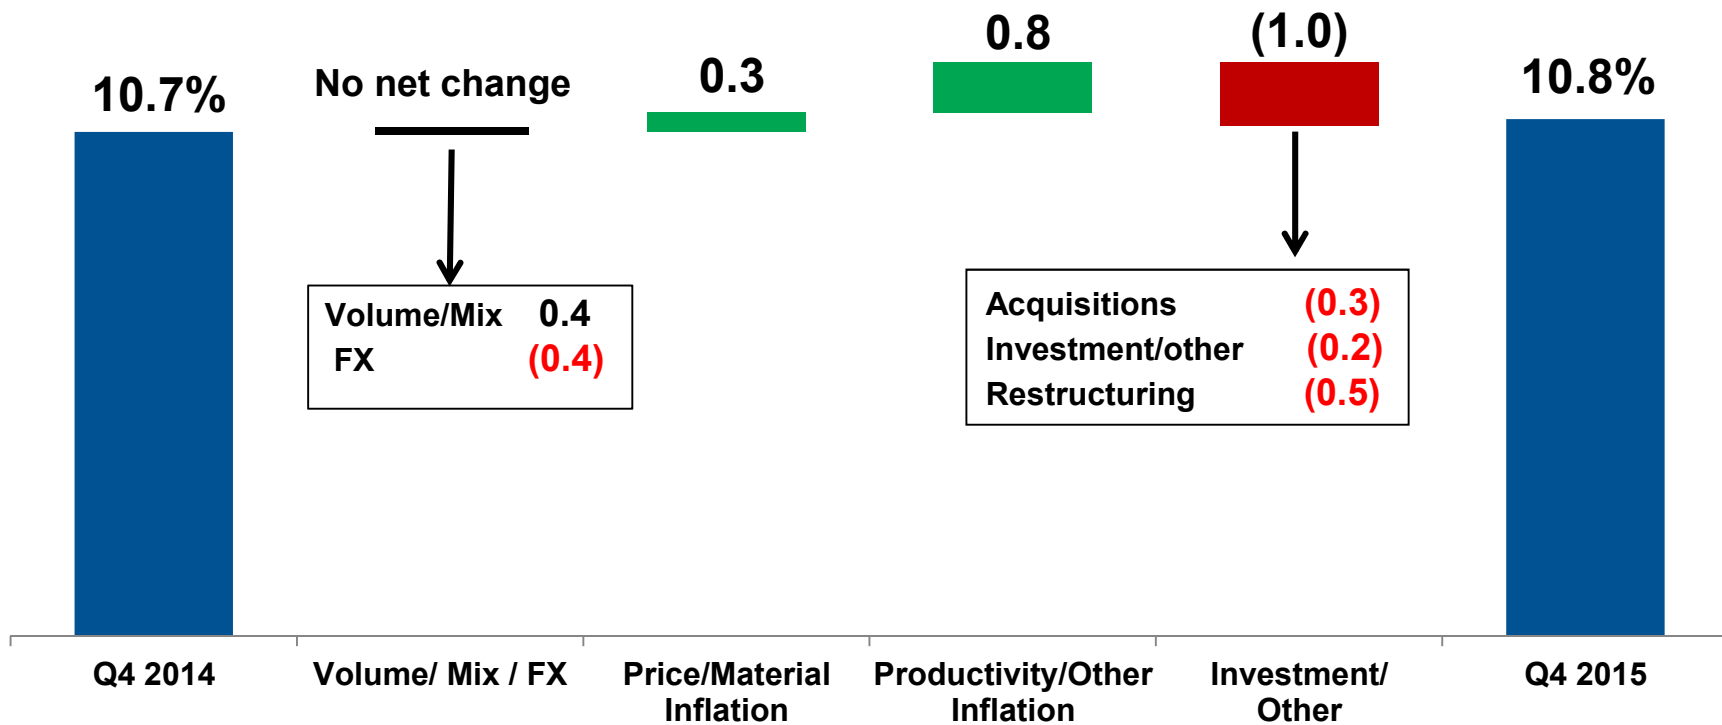 10.7%
No net change
0.3
0.8
(1.0)
10.8%
Volume/Mix 0.4
FX (0.4)
Acquisitions (0.3)
Investment/other (0.2)
Restructuring (0.5)
Q4 2014
Volume/ Mix / FX
Price/Material
Inflation
Productivity/Other
Inflation
Investment/
Other
Q4 2015